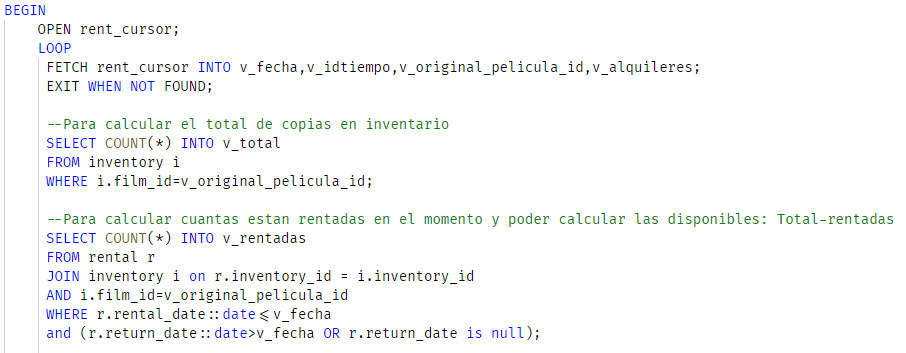 BEGIN
OPEN rent_cursor;
LOOP
FETCH rent_cursor INTO v_fecha,v_idtiempo,v_original_pelicula_id,v_alquileres;
EXIT WHEN NOT FOUND;
--Para calcular el total de copias en inventario
SELECT COUNT(*) INTO v_total
FROM inventory i
WHERE i.film_id=v_original_pelicula_id;
--Para calcular cuantas estan rentadas en el momento y poder calcular las disponibles: Total-rentadas
SELECT COUNT(*) INTO v_rentadas
FROM rental r
JOIN inventory i on r.inventory_id = i.inventory_id
AND i.film_id=v_original_pelicula_id
WHERE r.rental_date::date<=v_fecha
and (r.return_date::date>v_fecha OR r.return_date is null);